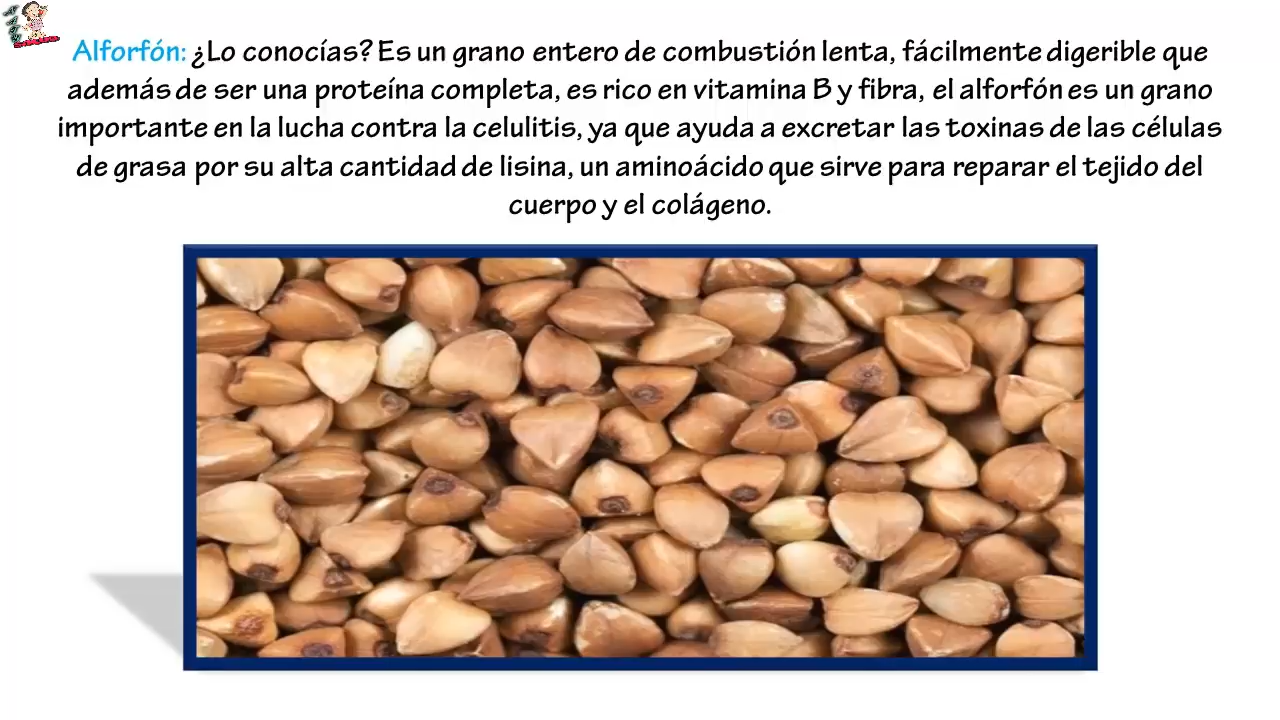 Alforfón: ¿Lo conocías? Es un grano entero de combustión lenta, fácilmente digerible que
además de ser una proteína completa, es rico en vitamina B y fibra, el alforfón es un grano
importante en la lucha contra la celulitis, ya que ayuda a excretar las toxinas de las células
de grasa por su alta cantidad de lisina, un aminoácido que sirve para reparar el tejido del
cuerpo y el colágeno.